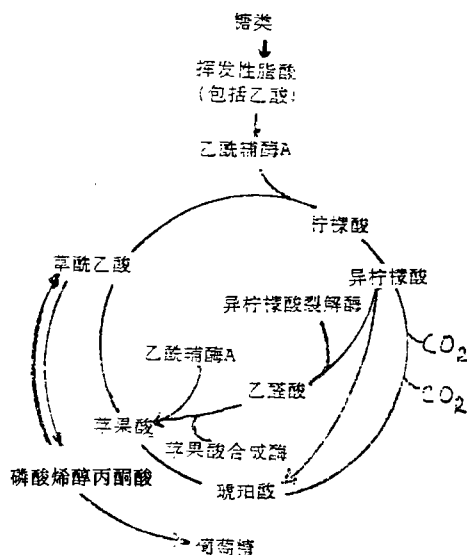 糖类
挥发性脂酸
(包括乙酸)
乙酰辅酶A
柠檬酸
草酰乙酸
异柠檬酸
异柠檬酸裂解酶
CO2
乙酰辅酶A
乙醛酸
CO2
苹果酸
苹果酸合成酶
磷酸烯醇丙酮酸
琥珀酸
葡萄糖